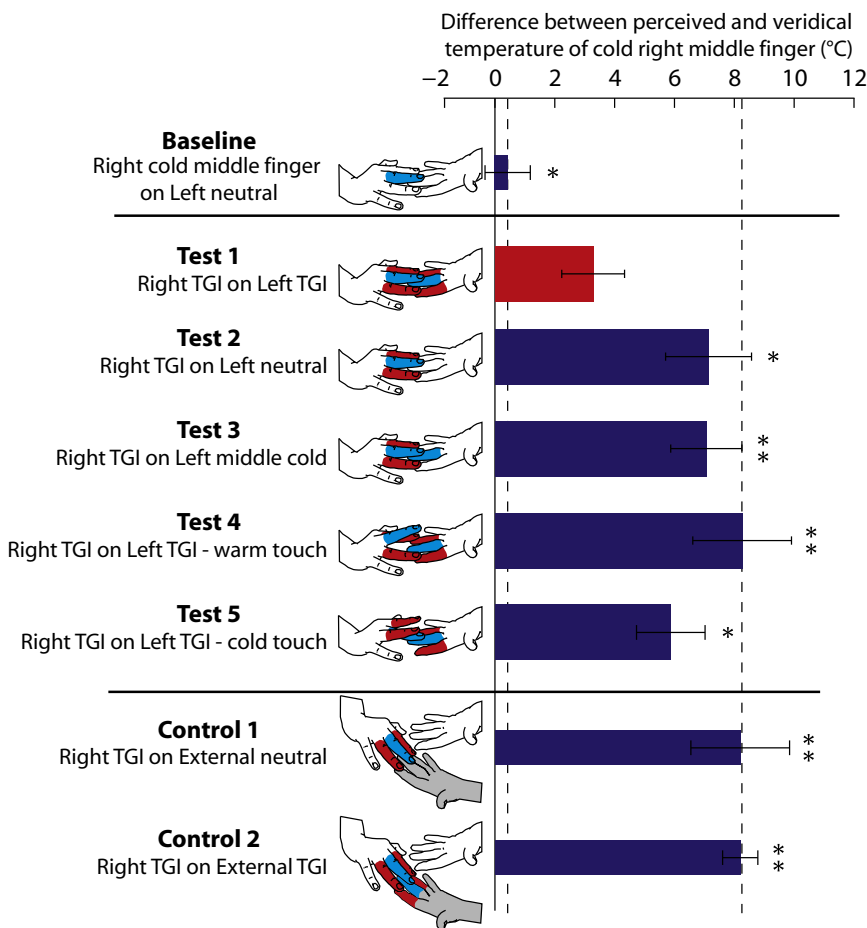 Difference between perceived and veridical
temperature of cold right middle finger (°C)
−2 0 2 4 6 8 10 12
Baseline
Right cold middle finger
on Left neutral
*
Test 1
Right TGI on Left TGI
Test 2
Right TGI on Left neutral
*
Test 3
Right TGI on Left middle cold
**
Test 4
Right TGI on Left TGI - warm touch
**
Test 5
Right TGI on Left TGI - cold touch
*
Control 1
Right TGI on External neutral
**
Control 2
Right TGI on External TGI
**